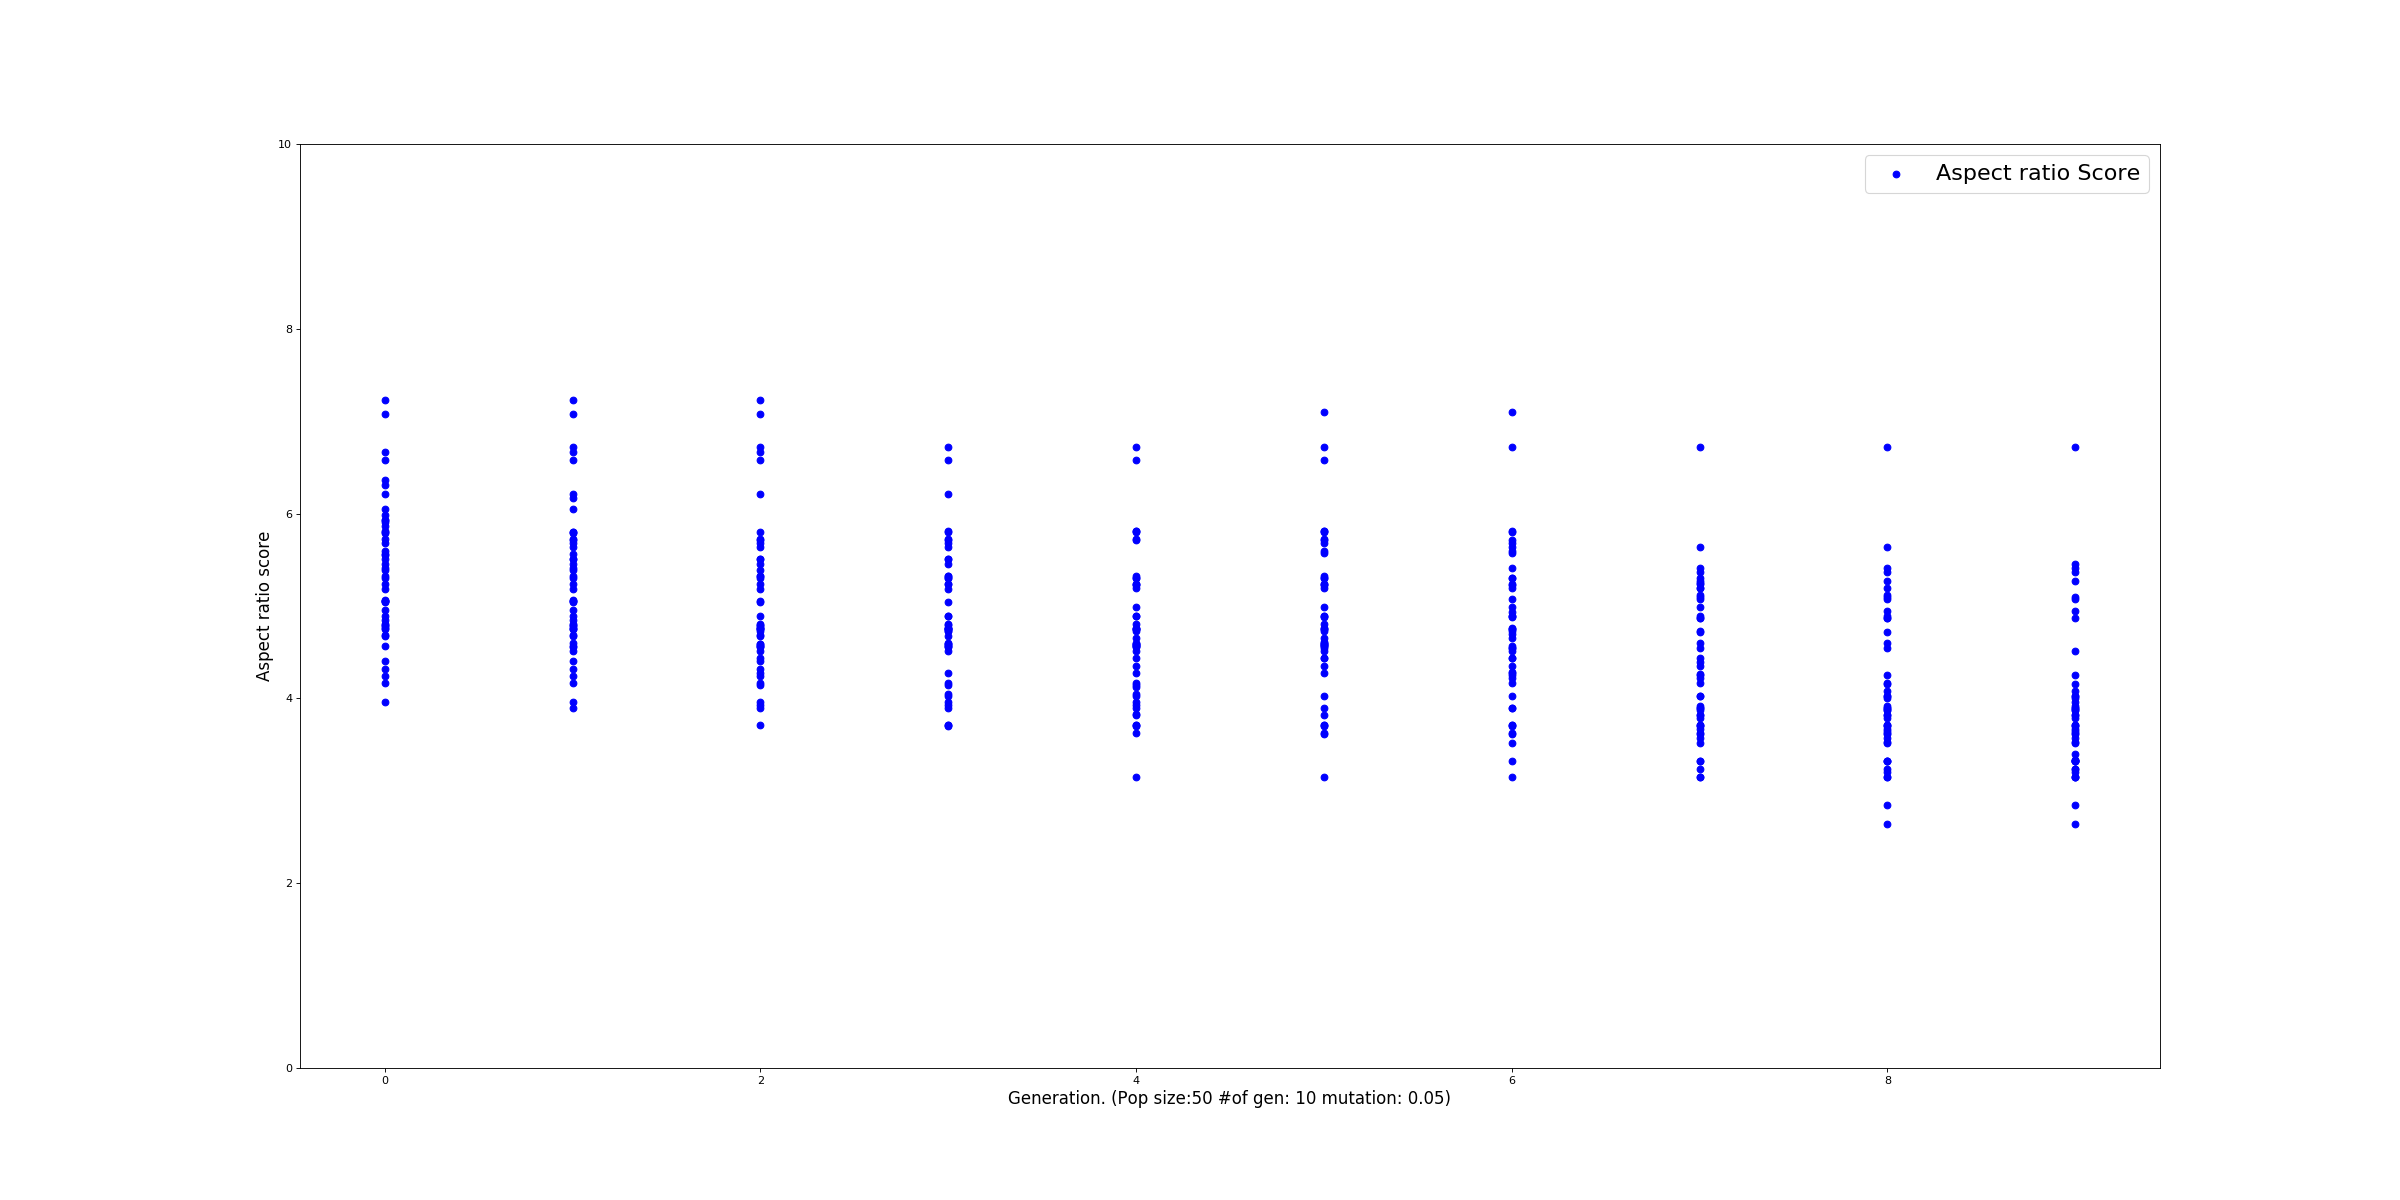 10
Aspect ratio Score
8
6
Aspect ratio score
4
2
0
0 2 4 6 8
Generation. (Pop size:50 #of gen: 10 mutation: 0.05)